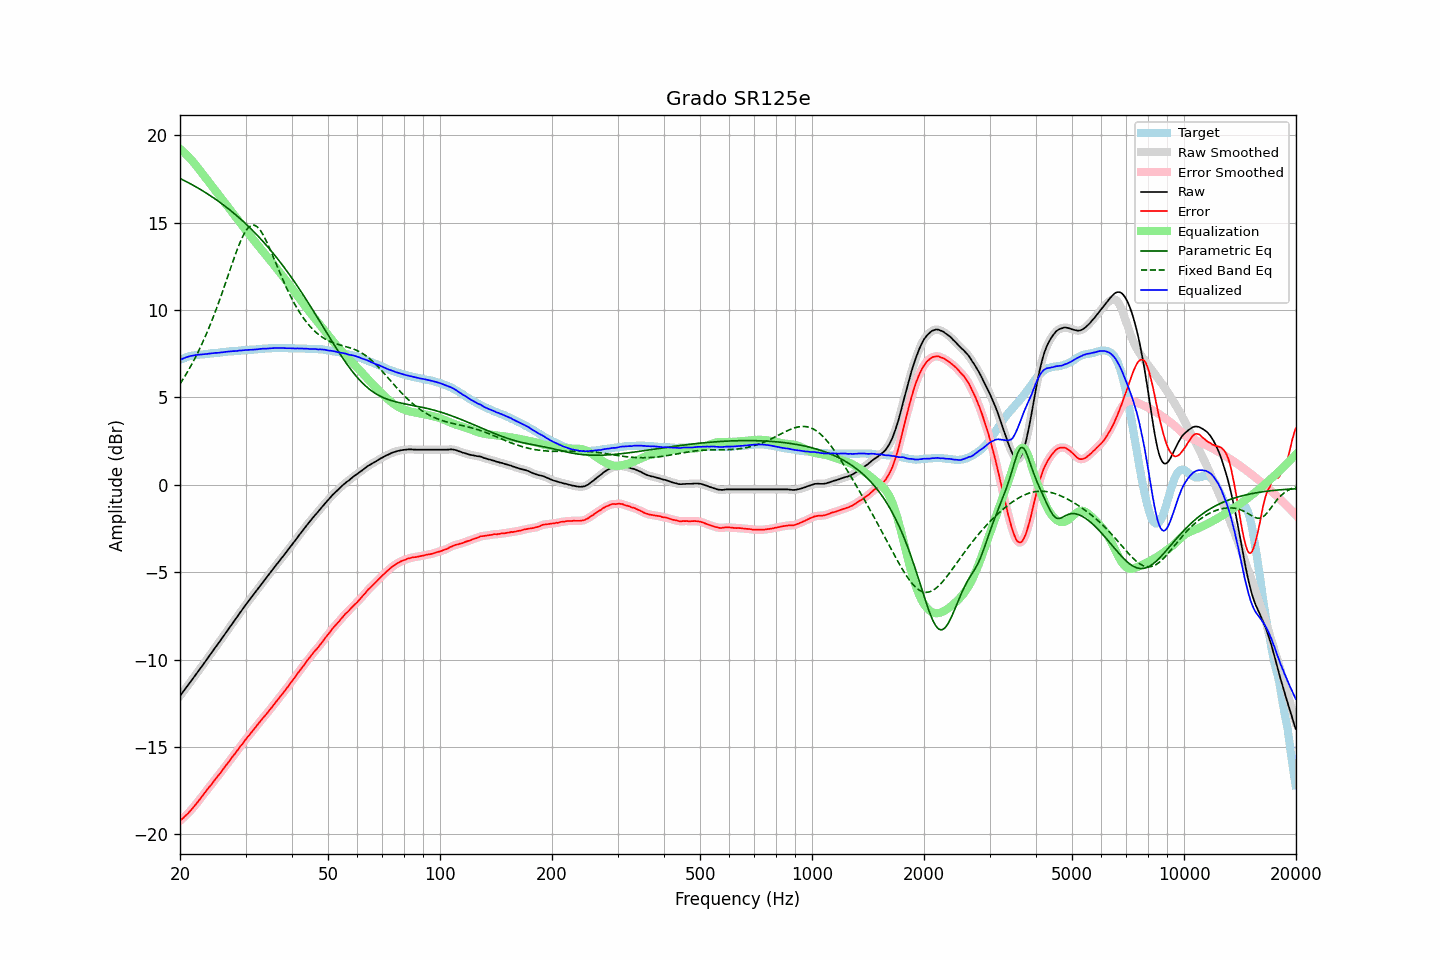 Grado SR125e
20
15
10
5
0
−5
−10
−15
−20
Amplitude (dBr)
Target
Raw Smoothed
Error Smoothed
Raw
Error
Equalization
Parametric Eq
Fixed Band Eq
Equalized
20 50 100 200 500 1000 2000 5000 10000 20000
Frequency (Hz)